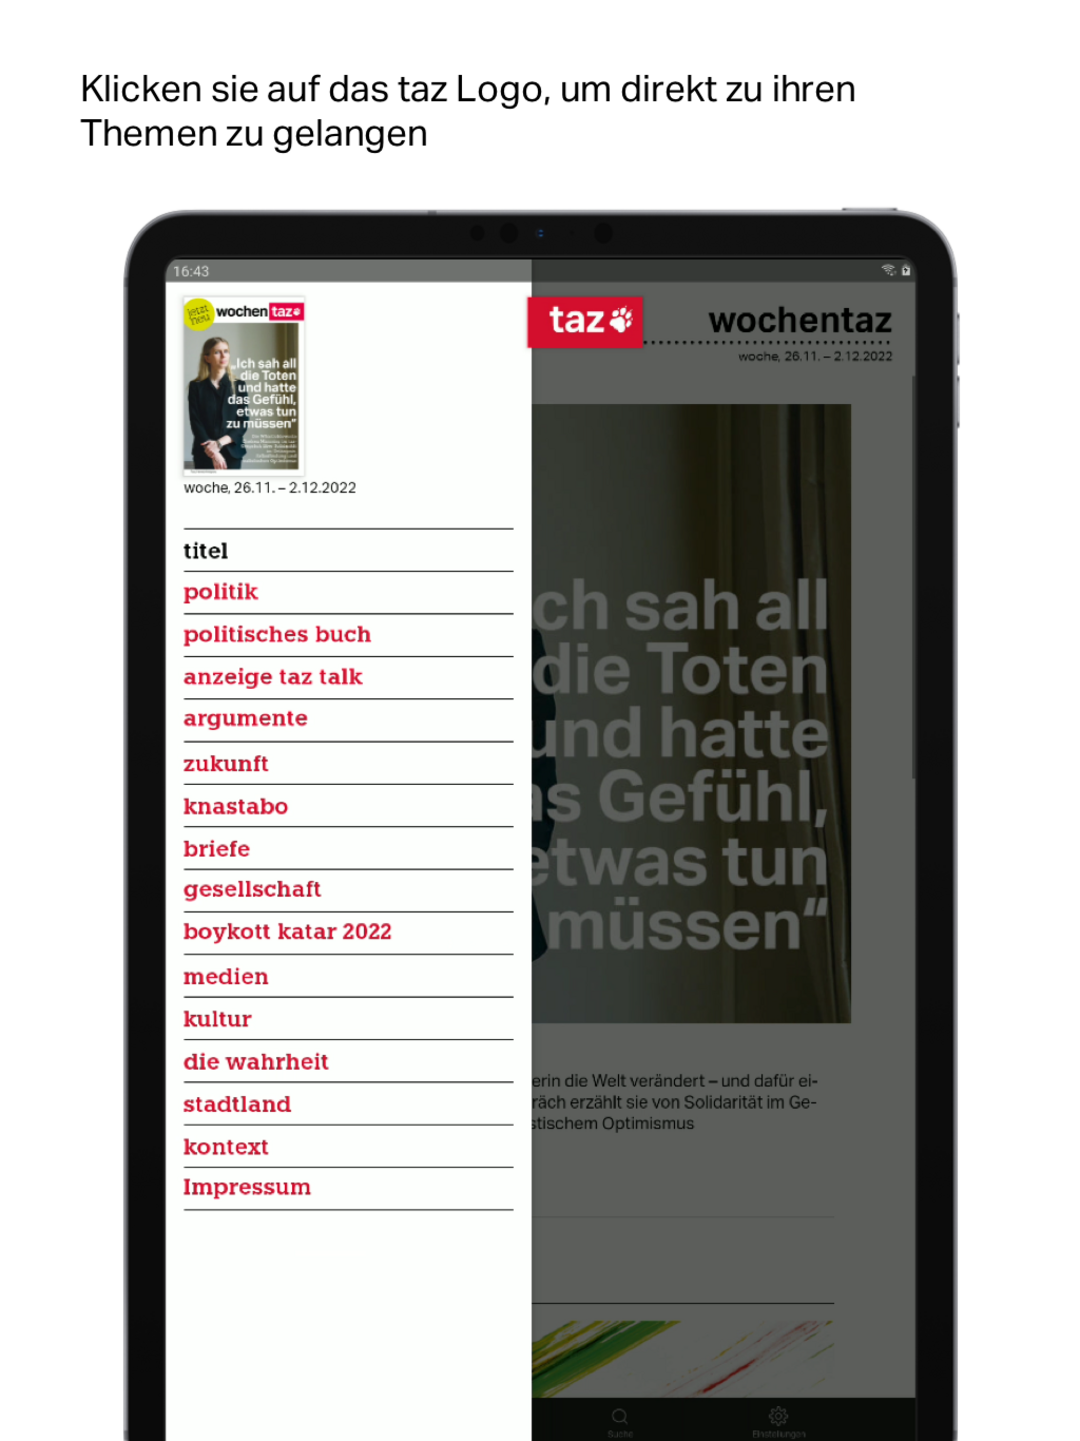 Klicken sie auf das taz Logo, um direkt zu ihren
Themen zu gelangen
16:43
jetzt
neu
wochentaz
„Ich sah all
die Toten
und hatte
das Gefühl,
etwas tun
zu müssen“
woche, 26.11. – 2.12.2022
titel
politik
politisches buch
anzeige taz talk
argumente
zukunft
knastabo
briefe
gesellschaft
boykott katar 2022
medien
kultur
die wahrheit
stadtland
kontext
Impressum
taz
wochentaz
woche, 26.11. – 2.12.2022
ch sah all
die Toten
und hatte
as Gefühl,
etwas tun
müssen“
erin die Welt verändert – und dafür ei-
räch erzählt sie von Solidarität im Ge-
stischem Optimismus
Suche
Einstellungen